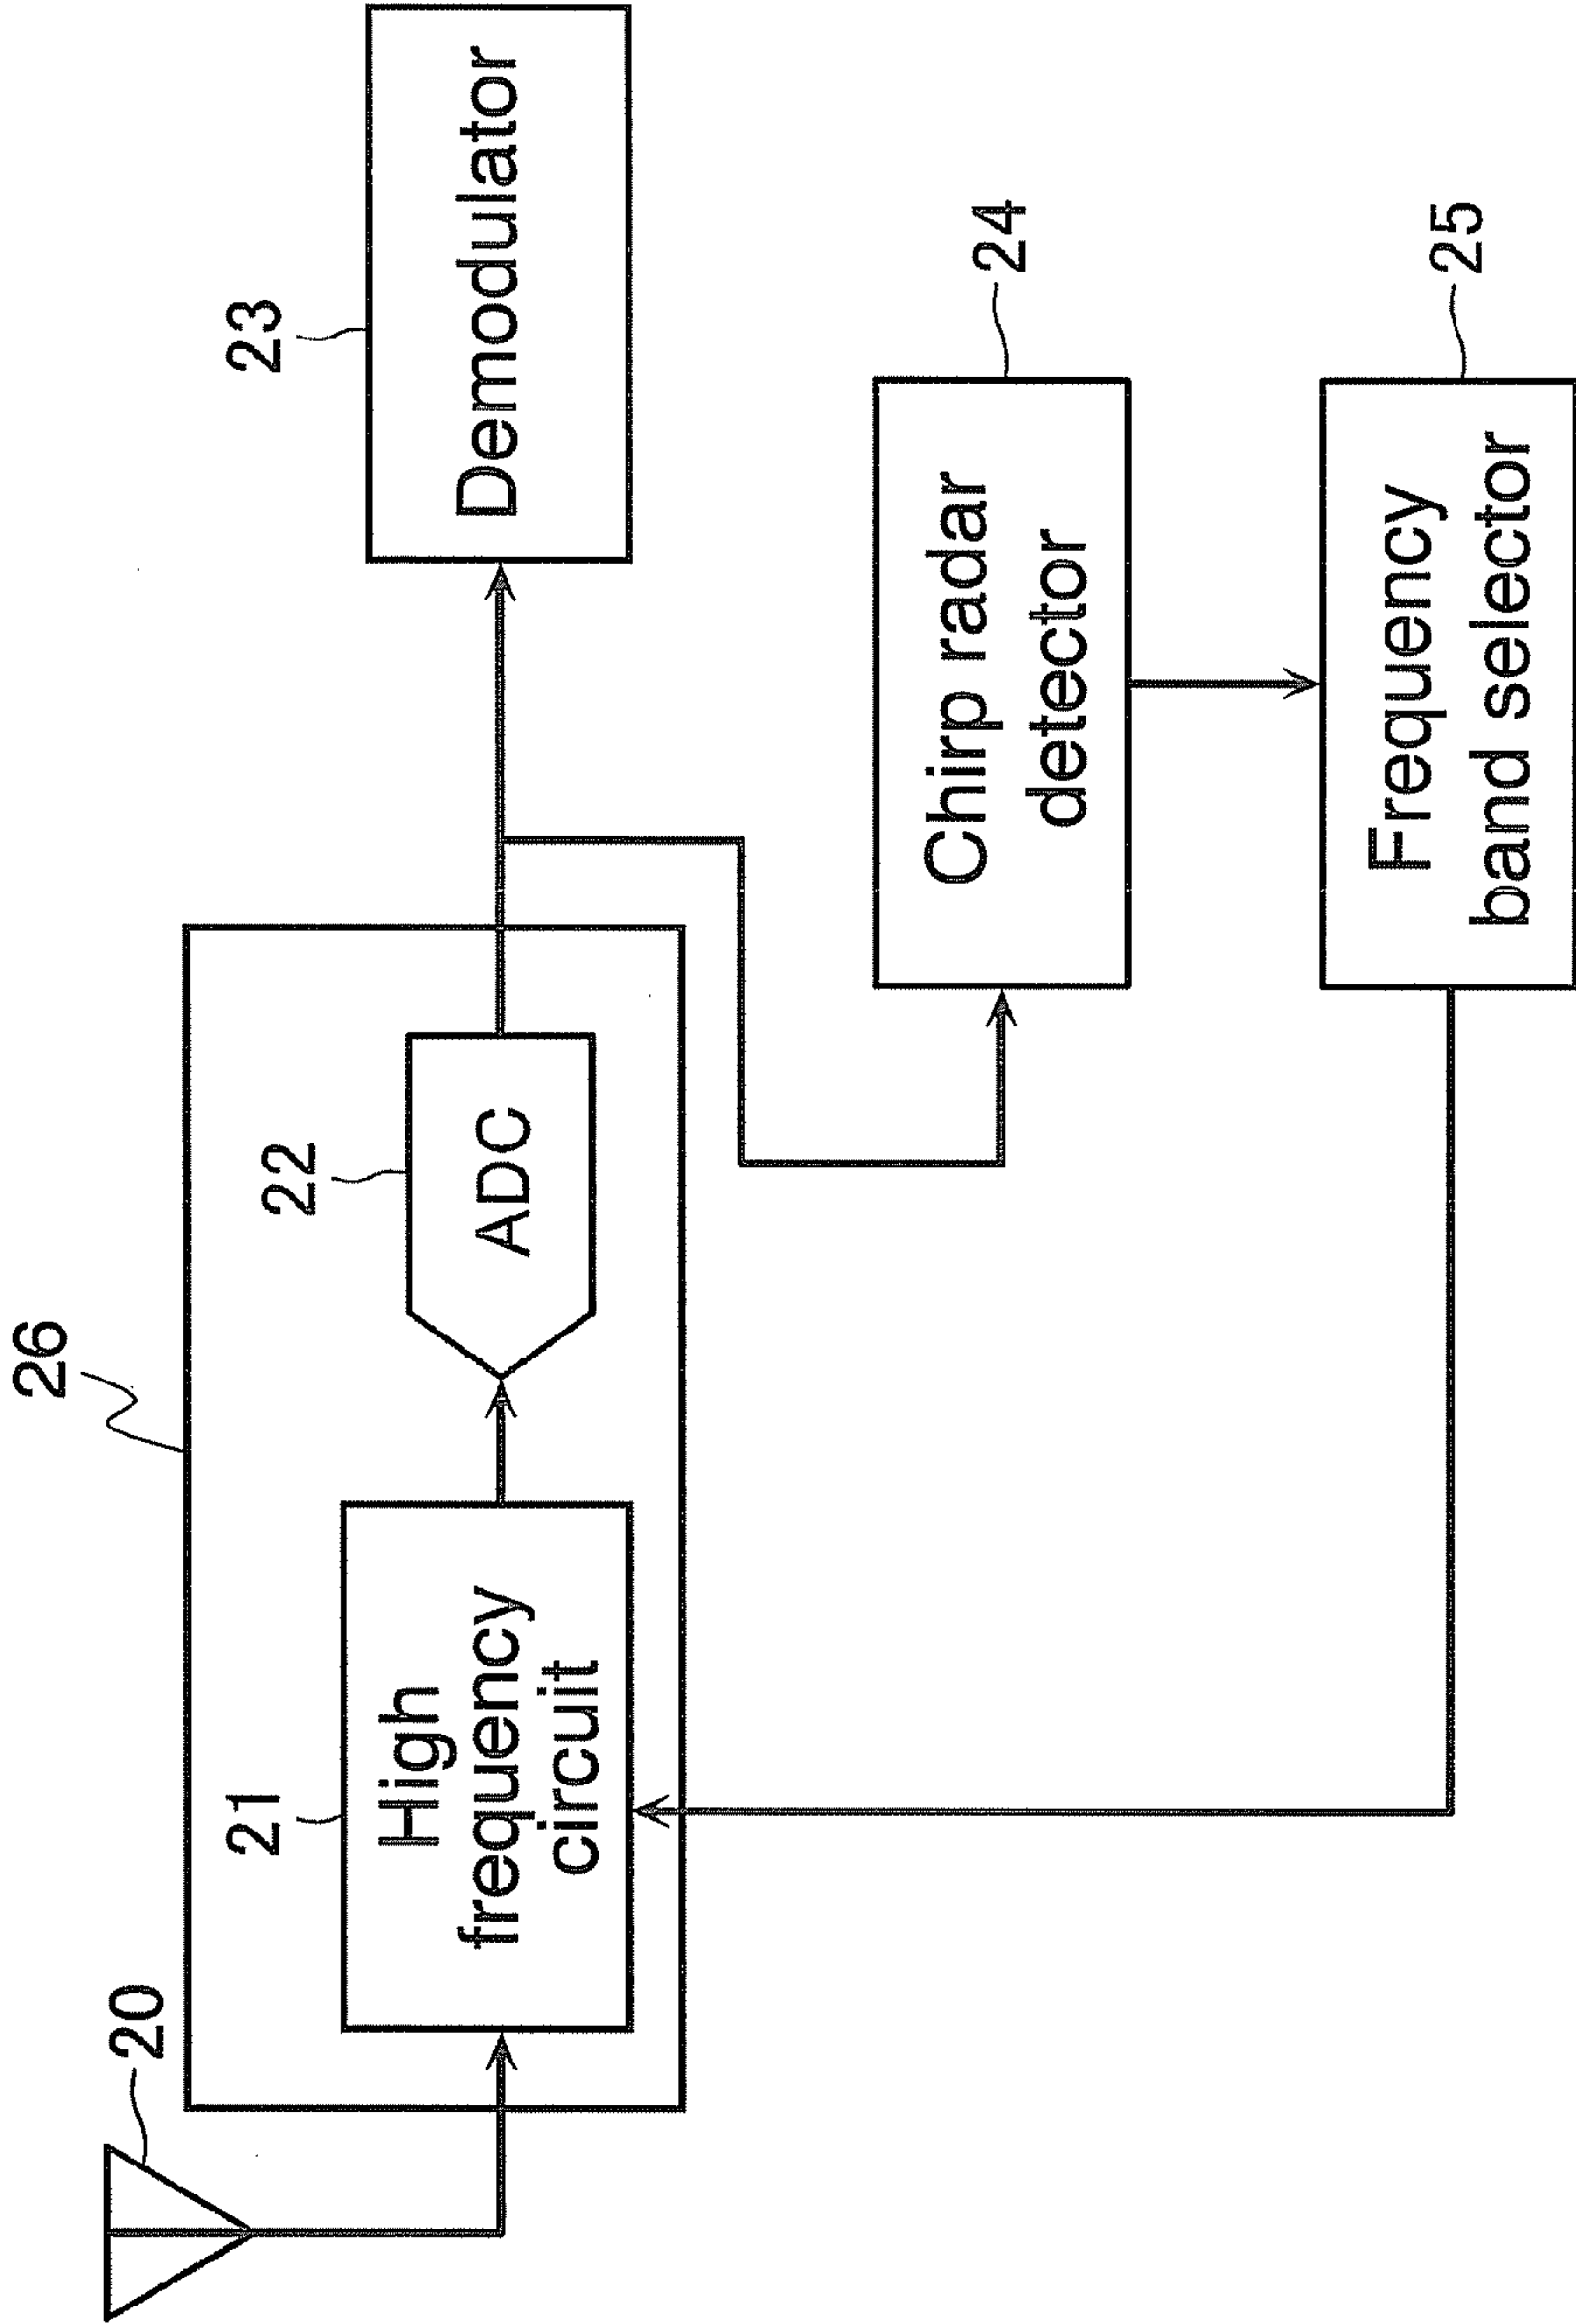 26
20
21
High
frequency
circuit
22
ADC
23
Demodulator
Chirp radar
detector
24
Frequency
band selector
25